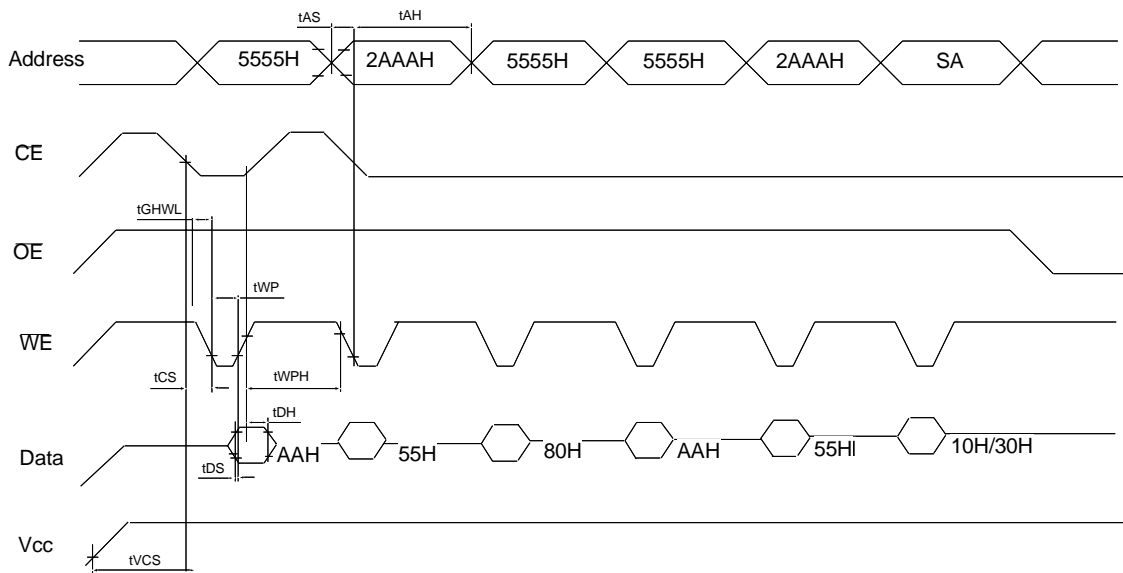 tAS tAH
Address 5555H 2AAAH 5555H 5555H 2AAAH SA
CE
tGHWL
OE
tWP
WE
tCS tWPH
tDH
Data AAH 55H 80H AAH 55H 10H/30H
tDS
Vcc
tVCS